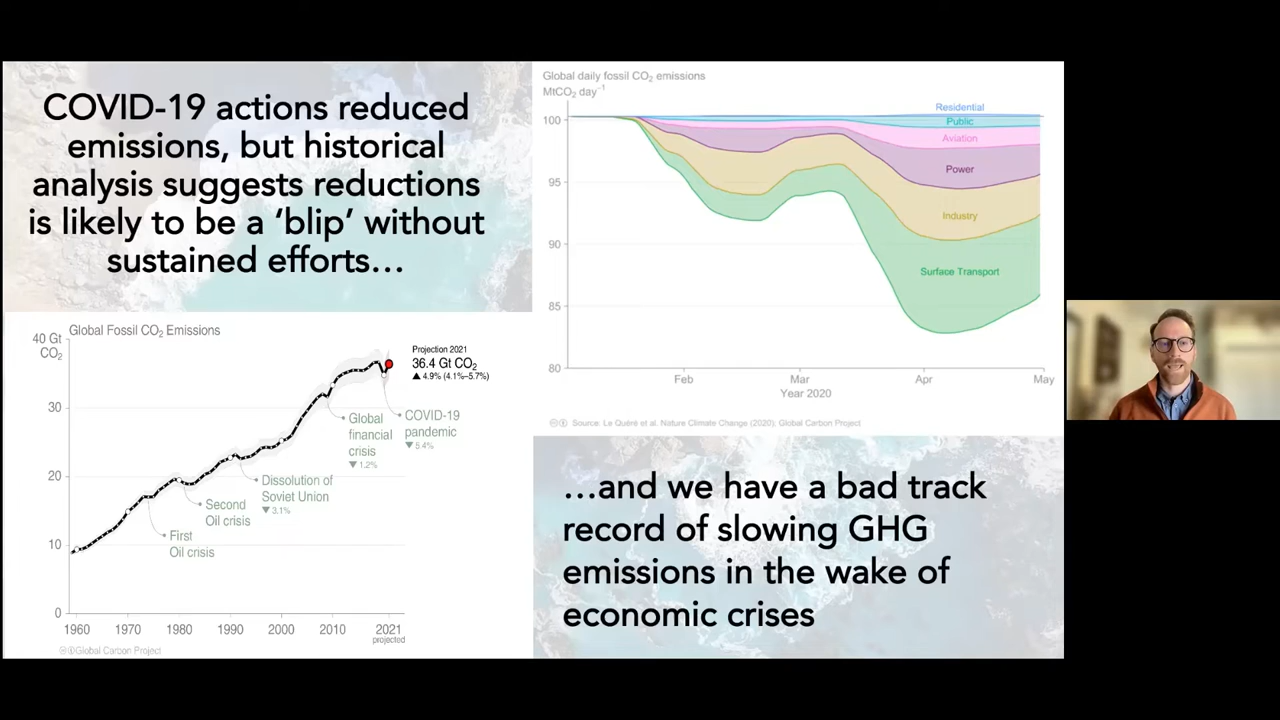 COVID-19 actions reduced
emissions, but historical
analysis suggests reductions
is likely to be a ‘blip’ without
sustained efforts…
Global Fossil CO₂ Emissions
40 Gt
CO₂
30
20
10
0
1960
1970
1980
1990
2000
2010
2021
projected
Projection 2021
36.4 Gt CO₂
▲ 4.9% (4.1%–5.7%)
COVID-19
pandemic
▼ 5.4%
Global
financial
crisis
▼ 1.2%
Dissolution of
Soviet Union
▼ 3.1%
Second
Oil crisis
First
Oil crisis
Global Carbon Project
Global daily fossil CO₂ emissions
MtCO₂ day⁻¹
100
95
90
85
80
Residential
Public
Aviation
Power
Industry
Surface Transport
Feb
Mar
Apr
May
Year 2020
Source: Le Quéré et al. Nature Climate Change (2020), Global Carbon Project
…and we have a bad track
record of slowing GHG
emissions in the wake of
economic crises